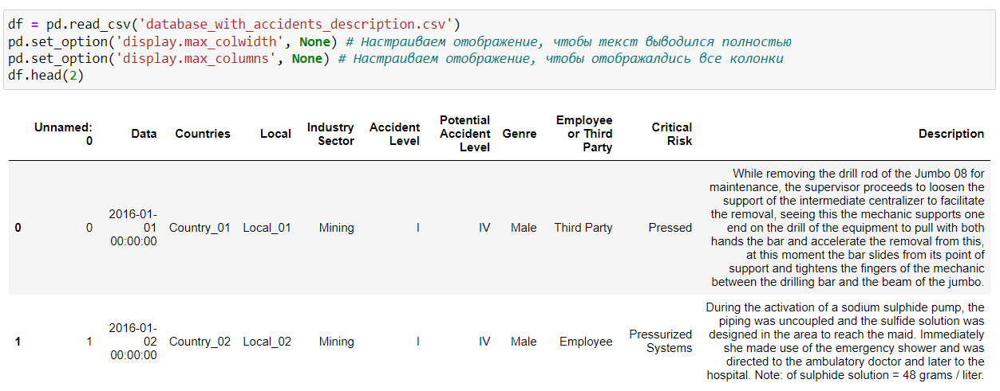 df = pd.read_csv('database_with_accidents_description.csv')
pd.set_option('display.max_colwidth', None) # Настраиваем отображение, чтобы текст выводился полностью
pd.set_option('display.max_columns', None) # Настраиваем отображение, чтобы отображалдись все колонки
df.head(2)
Unnamed: 0 Data Countries Local Industry Sector Accident Level Potential Accident Level Genre Employee or Third Party Critical Risk Description
0 0 2016-01-01 00:00:00 Country_01 Local_01 Mining I IV Male Third Party Pressed
While removing the drill rod of the Jumbo 08 for
maintenance, the supervisor proceeds to loosen the
support of the intermediate centralizer to facilitate
the removal, seeing this the mechanic supports one
end on the drill of the equipment to pull with both
hands the bar and accelerate the removal from this,
at this moment the bar slides from its point of
support and tightens the fingers of the mechanic
between the drilling bar and the beam of the jumbo.
1 1 2016-01-02 00:00:00 Country_02 Local_02 Mining I IV Male Employee Pressurized Systems
During the activation of a sodium sulphide pump, the
piping was uncoupled and the sulfide solution was
designed in the area to reach the maid. Immediately
she made use of the emergency shower and was
directed to the ambulatory doctor and later to the
hospital. Note: of sulphide solution = 48 grams / liter.